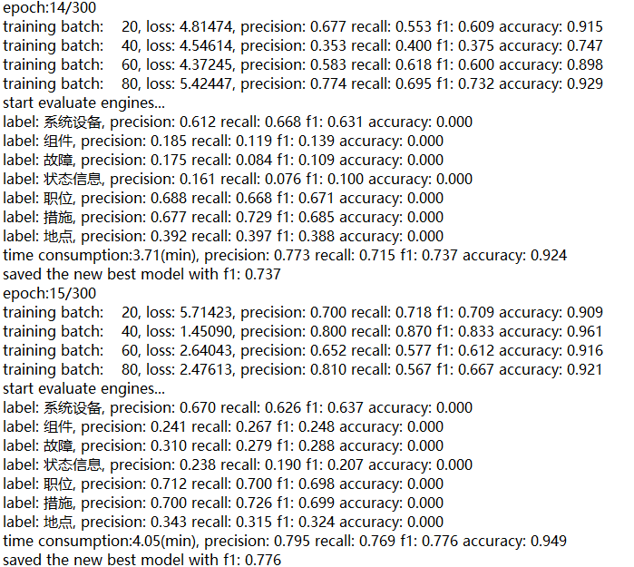 epoch:14/300
training batch:    20, loss: 4.81474, precision: 0.677 recall: 0.553 f1: 0.609 accuracy: 0.915
training batch:    40, loss: 4.54614, precision: 0.353 recall: 0.400 f1: 0.375 accuracy: 0.747
training batch:    60, loss: 4.37245, precision: 0.583 recall: 0.618 f1: 0.600 accuracy: 0.898
training batch:    80, loss: 5.42447, precision: 0.774 recall: 0.695 f1: 0.732 accuracy: 0.929
start evaluate engines...
label: 系统设备, precision: 0.612 recall: 0.668 f1: 0.631 accuracy: 0.000
label: 组件, precision: 0.185 recall: 0.119 f1: 0.139 accuracy: 0.000
label: 故障, precision: 0.175 recall: 0.084 f1: 0.109 accuracy: 0.000
label: 状态信息, precision: 0.161 recall: 0.076 f1: 0.100 accuracy: 0.000
label: 职位, precision: 0.688 recall: 0.668 f1: 0.671 accuracy: 0.000
label: 措施, precision: 0.677 recall: 0.729 f1: 0.685 accuracy: 0.000
label: 地点, precision: 0.392 recall: 0.397 f1: 0.388 accuracy: 0.000
time consumption:3.71(min), precision: 0.773 recall: 0.715 f1: 0.737 accuracy: 0.924
saved the new best model with f1: 0.737
epoch:15/300
training batch:    20, loss: 5.71423, precision: 0.700 recall: 0.718 f1: 0.709 accuracy: 0.909
training batch:    40, loss: 1.45090, precision: 0.800 recall: 0.870 f1: 0.833 accuracy: 0.961
training batch:    60, loss: 2.64043, precision: 0.652 recall: 0.577 f1: 0.612 accuracy: 0.916
training batch:    80, loss: 2.47613, precision: 0.810 recall: 0.567 f1: 0.667 accuracy: 0.921
start evaluate engines...
label: 系统设备, precision: 0.670 recall: 0.626 f1: 0.637 accuracy: 0.000
label: 组件, precision: 0.241 recall: 0.267 f1: 0.248 accuracy: 0.000
label: 故障, precision: 0.310 recall: 0.279 f1: 0.288 accuracy: 0.000
label: 状态信息, precision: 0.238 recall: 0.190 f1: 0.207 accuracy: 0.000
label: 职位, precision: 0.712 recall: 0.700 f1: 0.698 accuracy: 0.000
label: 措施, precision: 0.700 recall: 0.726 f1: 0.699 accuracy: 0.000
label: 地点, precision: 0.343 recall: 0.315 f1: 0.324 accuracy: 0.000
time consumption:4.05(min), precision: 0.795 recall: 0.769 f1: 0.776 accuracy: 0.949
saved the new best model with f1: 0.776